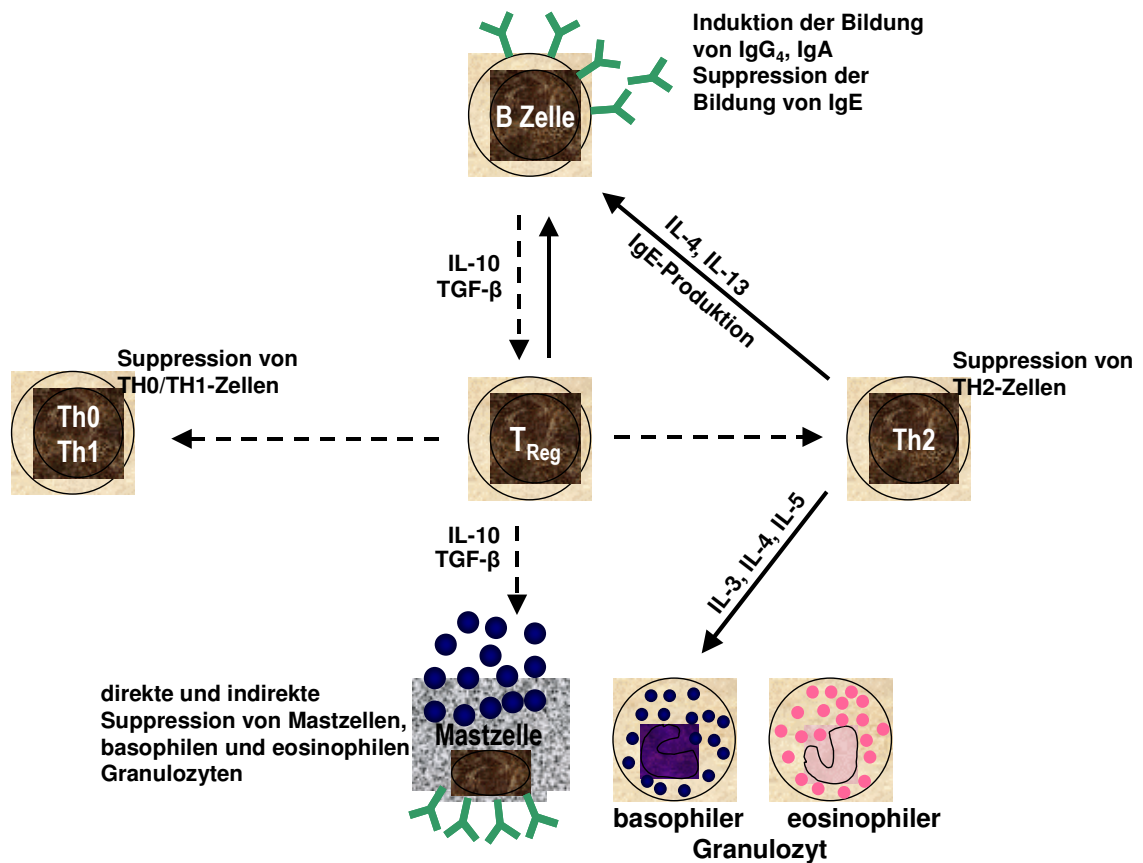 Induktion der Bildung
von IgG₄, IgA
Suppression der
Bildung von IgE
B Zelle
IL-4, IL-13
IgE-Produktion
IL-10
TGF-β
Suppression von
TH0/TH1-Zellen
Suppression von
TH2-Zellen
Th0
Th1
T Reg
Th2
IL-10
TGF-β
IL-3, IL-4, IL-5
direkte und indirekte
Suppression von Mastzellen,
basophilen und eosinophilen
Granulozyten
Mastzelle
basophiler eosinophiler
Granulozyt